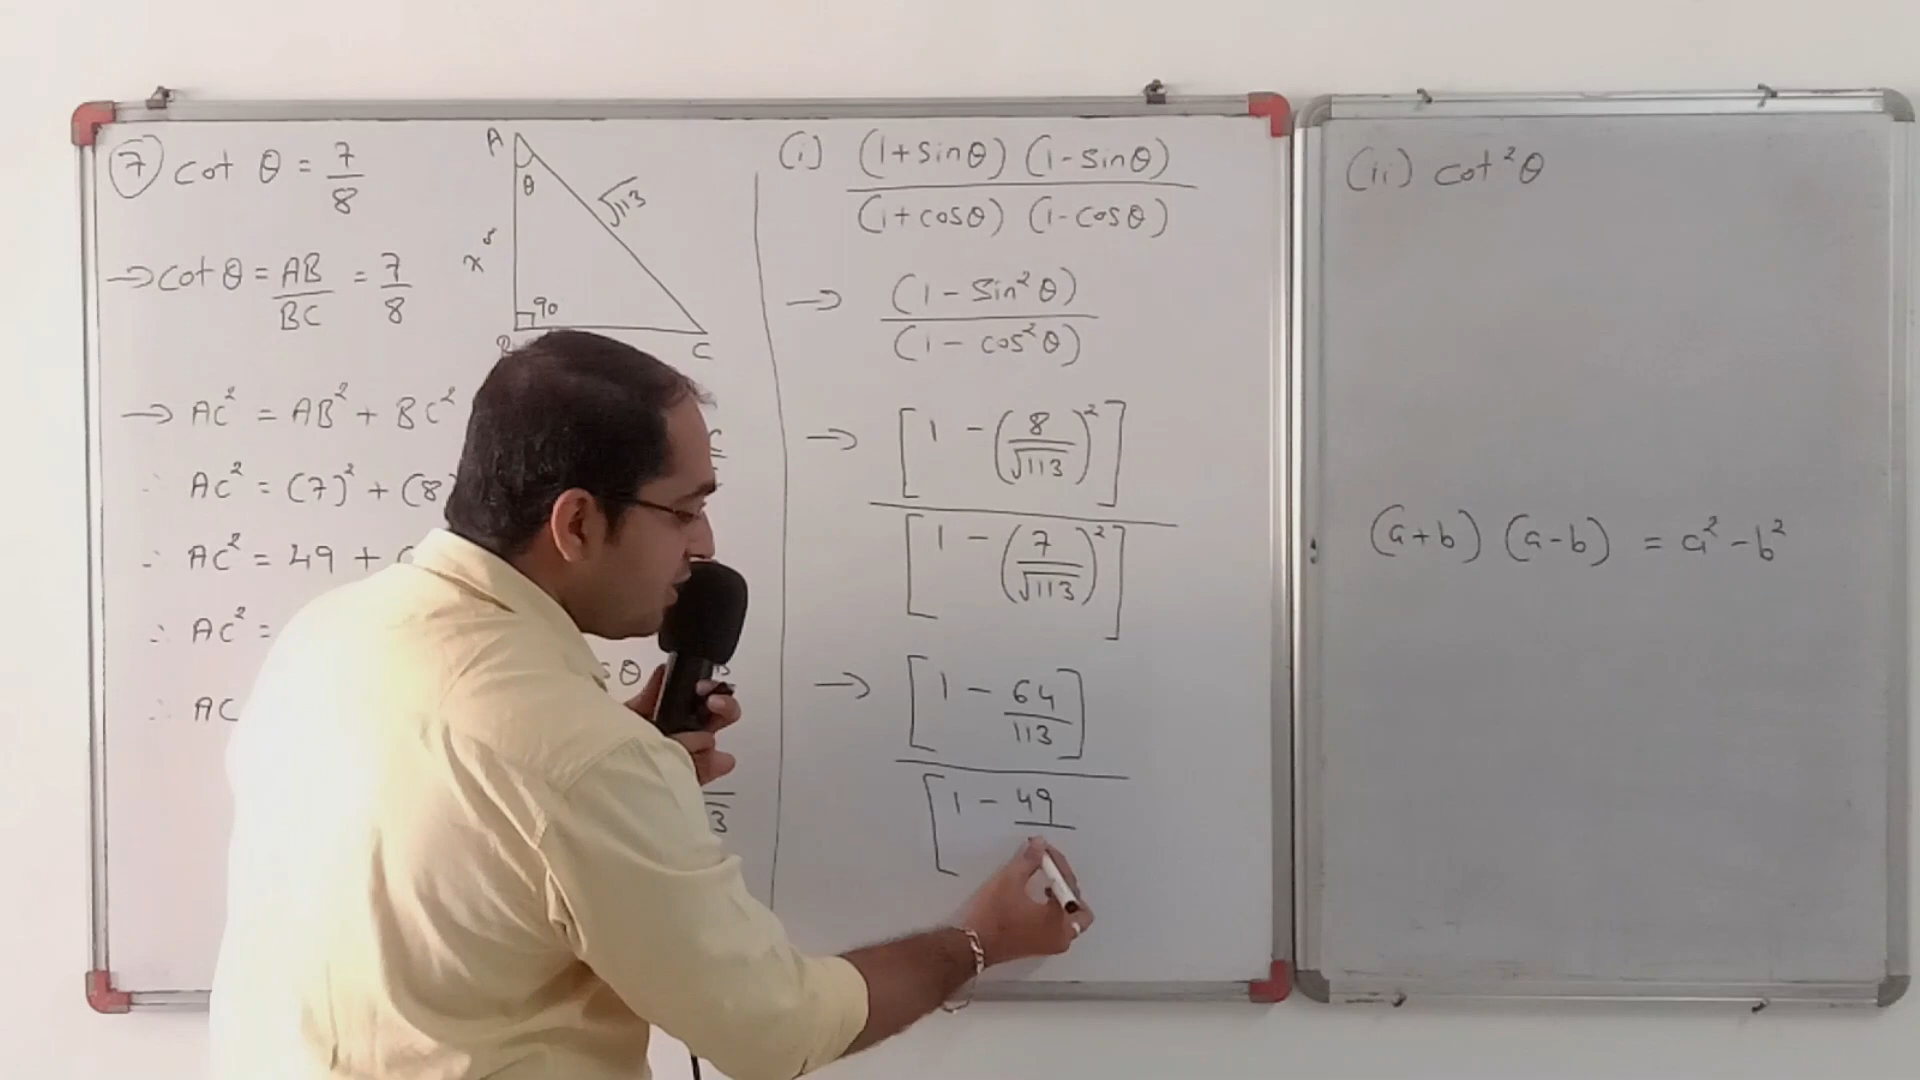 (7) cot θ = 7/8
→ cot θ = AB/BC = 7/8
A
θ
√113
90
C
→ AC² = AB² + BC²
∴ AC² = (7)² + (8
∴ AC² = 49 +
∴ AC² =
∴ AC
θ
3
(i) (1+sinθ) (1-sinθ)
(1+cosθ) (1-cosθ)
→ (1 - sin²θ)
(1 - cos²θ)
→ [1 - (8/√113)²]
[1 - (7/√113)²]
→ [1 - 64/113]
[1 - 49
(ii) cot²θ
(a+b) (a-b) = a² - b²